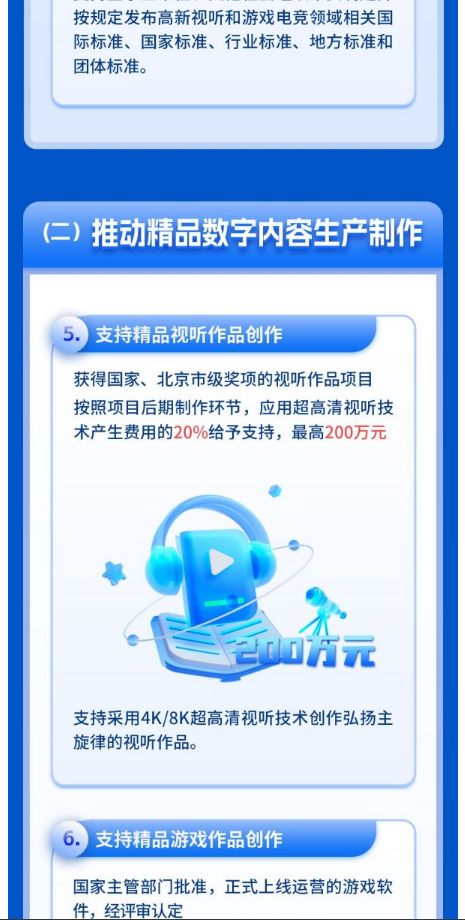 按规定发布高新视听和游戏电竞领域相关国
际标准、国家标准、行业标准、地方标准和
团体标准。
(二) 推动精品数字内容生产制作
5. 支持精品视听作品创作
获得国家、北京市级奖项的视听作品项目
按照项目后期制作环节，应用超高清视听技
术产生费用的20%给予支持，最高200万元
200万元
支持采用4K/8K超高清视听技术创作弘扬主
旋律的视听作品。
6. 支持精品游戏作品创作
国家主管部门批准，正式上线运营的游戏软
件，经评审认定